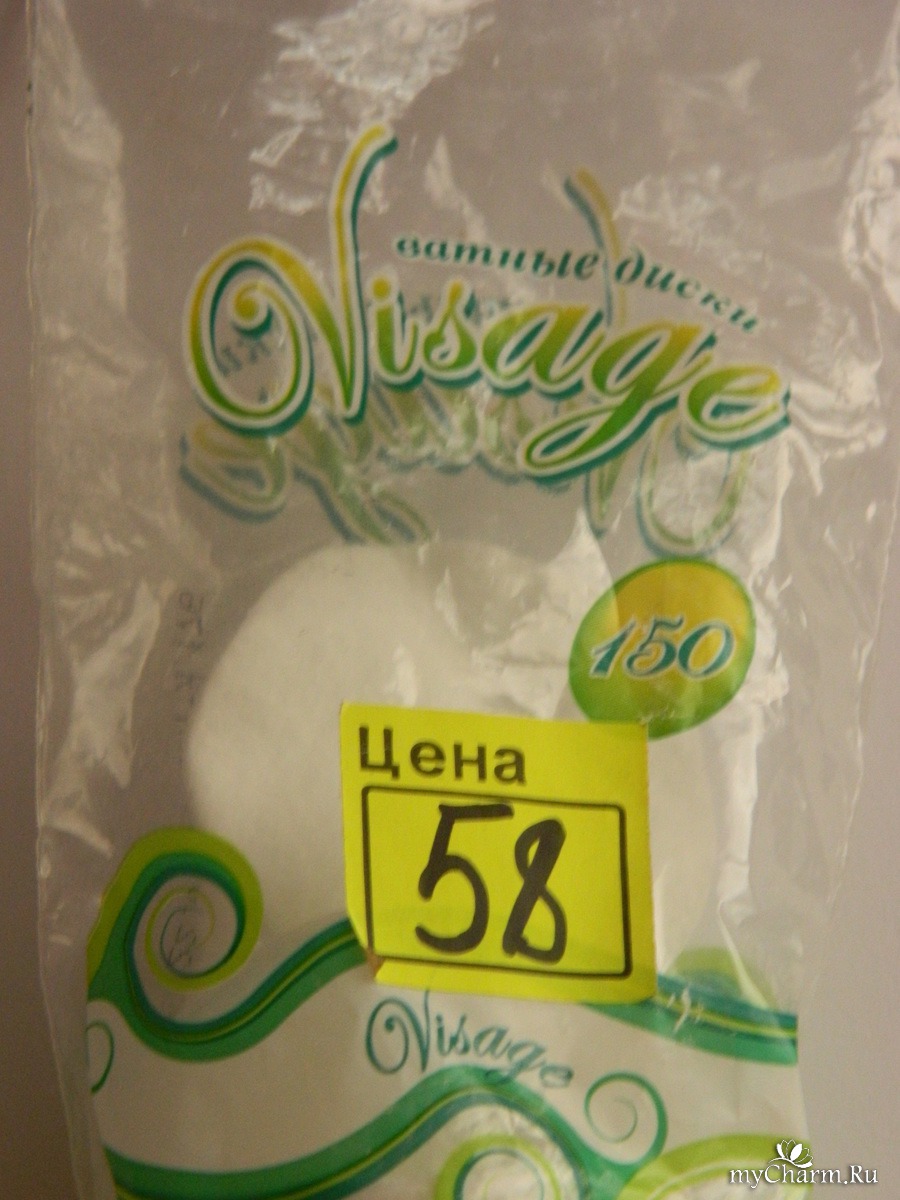 ватные диски
Visage
150
Цена
58
Visage
myCharm.Ru